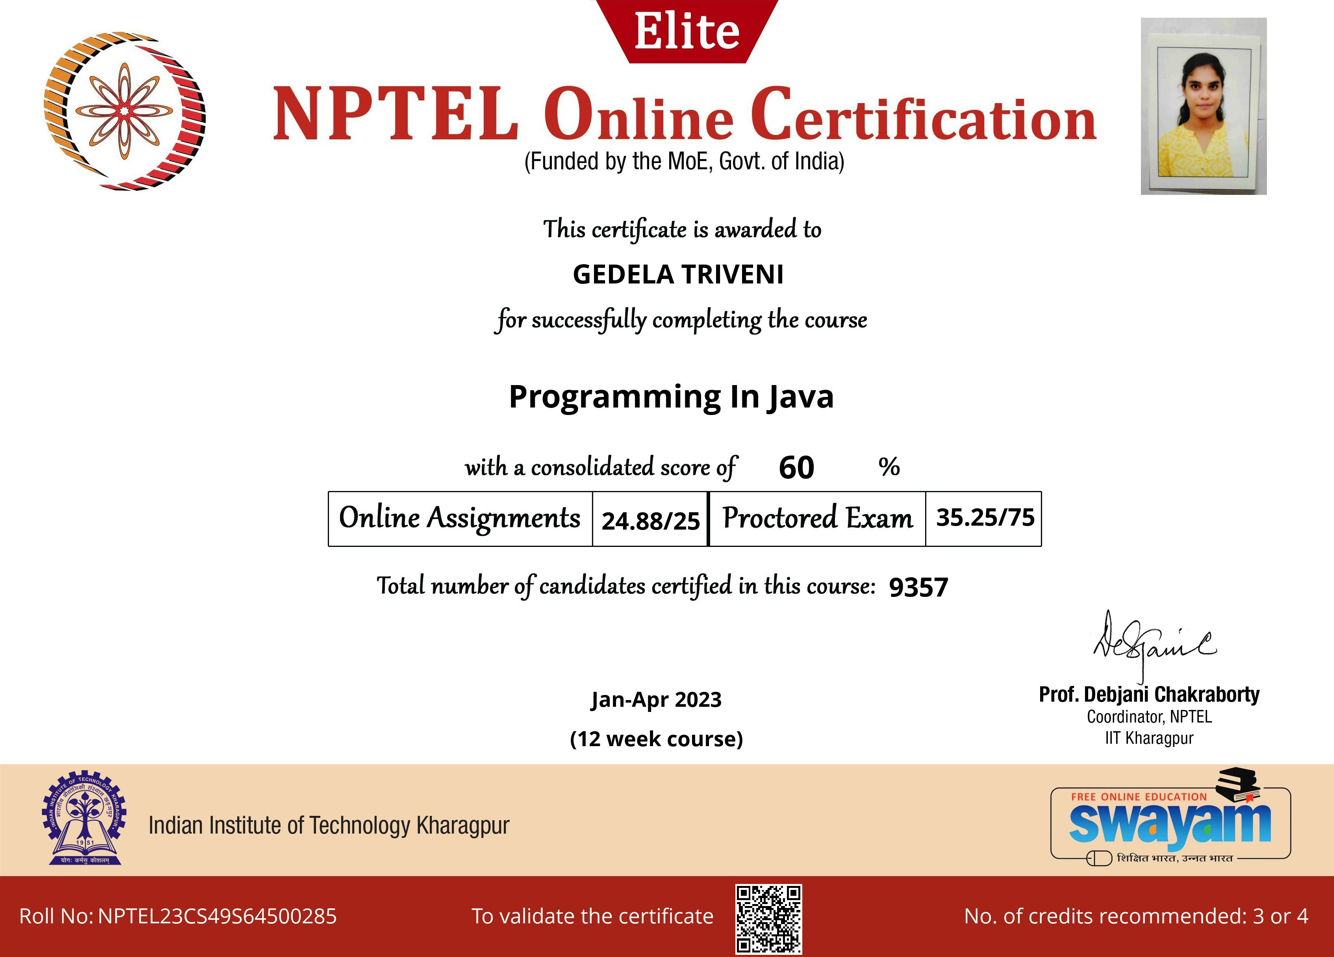 Elite
NPTEL Online Certification
(Funded by the MoE, Govt. of India)
This certificate is awarded to
GEDELA TRIVENI
for successfully completing the course
Programming In Java
with a consolidated score of 60 %
Online Assignments 24.88/25 Proctored Exam 35.25/75
Total number of candidates certified in this course: 9357
Jan-Apr 2023
(12 week course)
Prof. Debjani Chakraborty
Coordinator, NPTEL
IIT Kharagpur
Indian Institute of Technology Kharagpur
1951
योगः कर्मसु कौशलम्
FREE ONLINE EDUCATION
swayam
शिक्षित भारत, उन्नत भारत
Roll No: NPTEL23CS49S64500285
To validate the certificate
No. of credits recommended: 3 or 4